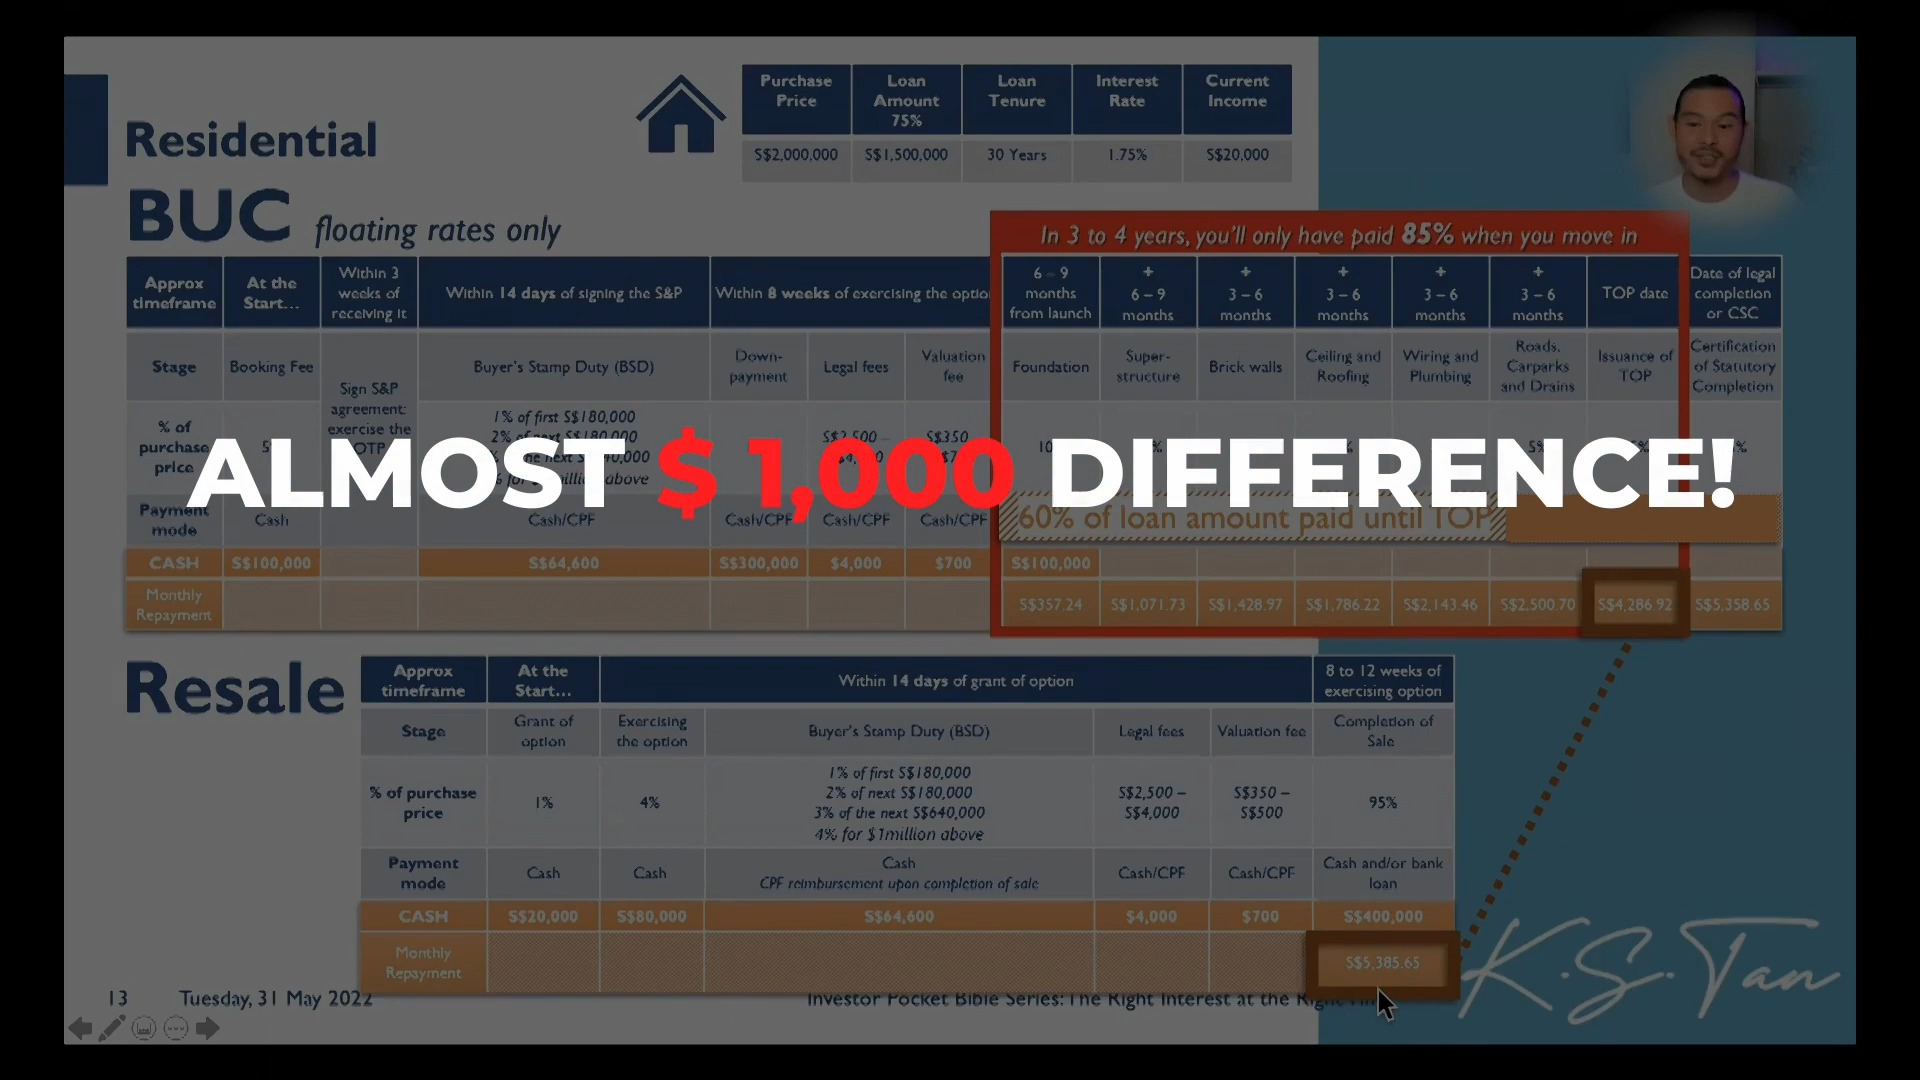 Purchase Price
Loan Amount 75%
Loan Tenure
Interest Rate
Current Income
S$2,000,000
S$1,500,000
30 Years
1.75%
S$20,000
Residential
BUC floating rates only
In 3 to 4 years, you'll only have paid 85% when you move in
Approx timeframe
At the Start...
Within 3 weeks of receiving it
Within 14 days of signing the S&P
Within 8 weeks of exercising the optio
6 – 9 months from launch
+ 6 – 9 months
+ 3 – 6 months
+ 3 – 6 months
+ 3 – 6 months
+ 3 – 6 months
TOP date
Date of legal completion or CSC
Stage
Booking Fee
Sign S&P agreement: exercise the OTP
Buyer's Stamp Duty (BSD)
Down-payment
Legal fees
Valuation fee
Foundation
Super-structure
Brick walls
Ceiling and Roofing
Wiring and Plumbing
Roads, Carparks and Drains
Issuance of TOP
Certification of Statutory Completion
% of purchase price
1% of first S$180,000
2% of next S$180,000
ALMOST $ 1,000 DIFFERENCE!
Payment mode
Cash
Cash/CPF
Cash/CPF
Cash/CPF
Cash/CPF
60% of loan amount paid until TOP
CASH
S$100,000
S$64,600
S$300,000
$4,000
$700
S$100,000
Monthly Repayment
S$357.24
S$1,071.73
S$1,428.97
S$1,786.22
S$2,143.46
S$2,500.70
S$4,286.92
S$5,358.65
Resale
Approx timeframe
At the Start...
Within 14 days of grant of option
8 to 12 weeks of exercising option
Stage
Grant of option
Exercising the option
Buyer's Stamp Duty (BSD)
Legal fees
Valuation fee
Completion of Sale
% of purchase price
1%
4%
1% of first S$180,000
2% of next S$180,000
3% of the next S$640,000
4% for $1million above
S$2,500 – S$4,000
S$350 – S$500
95%
Payment mode
Cash
Cash
Cash
CPF reimbursement upon completion of sale
Cash/CPF
Cash/CPF
Cash and/or bank loan
CASH
S$20,000
S$80,000
S$64,600
$4,000
$700
S$400,000
Monthly Repayment
S$5,385.65
K.S.Tan
13
Tuesday, 31 May 2022
Investor Pocket Bible Series: The Right Interest at the Right